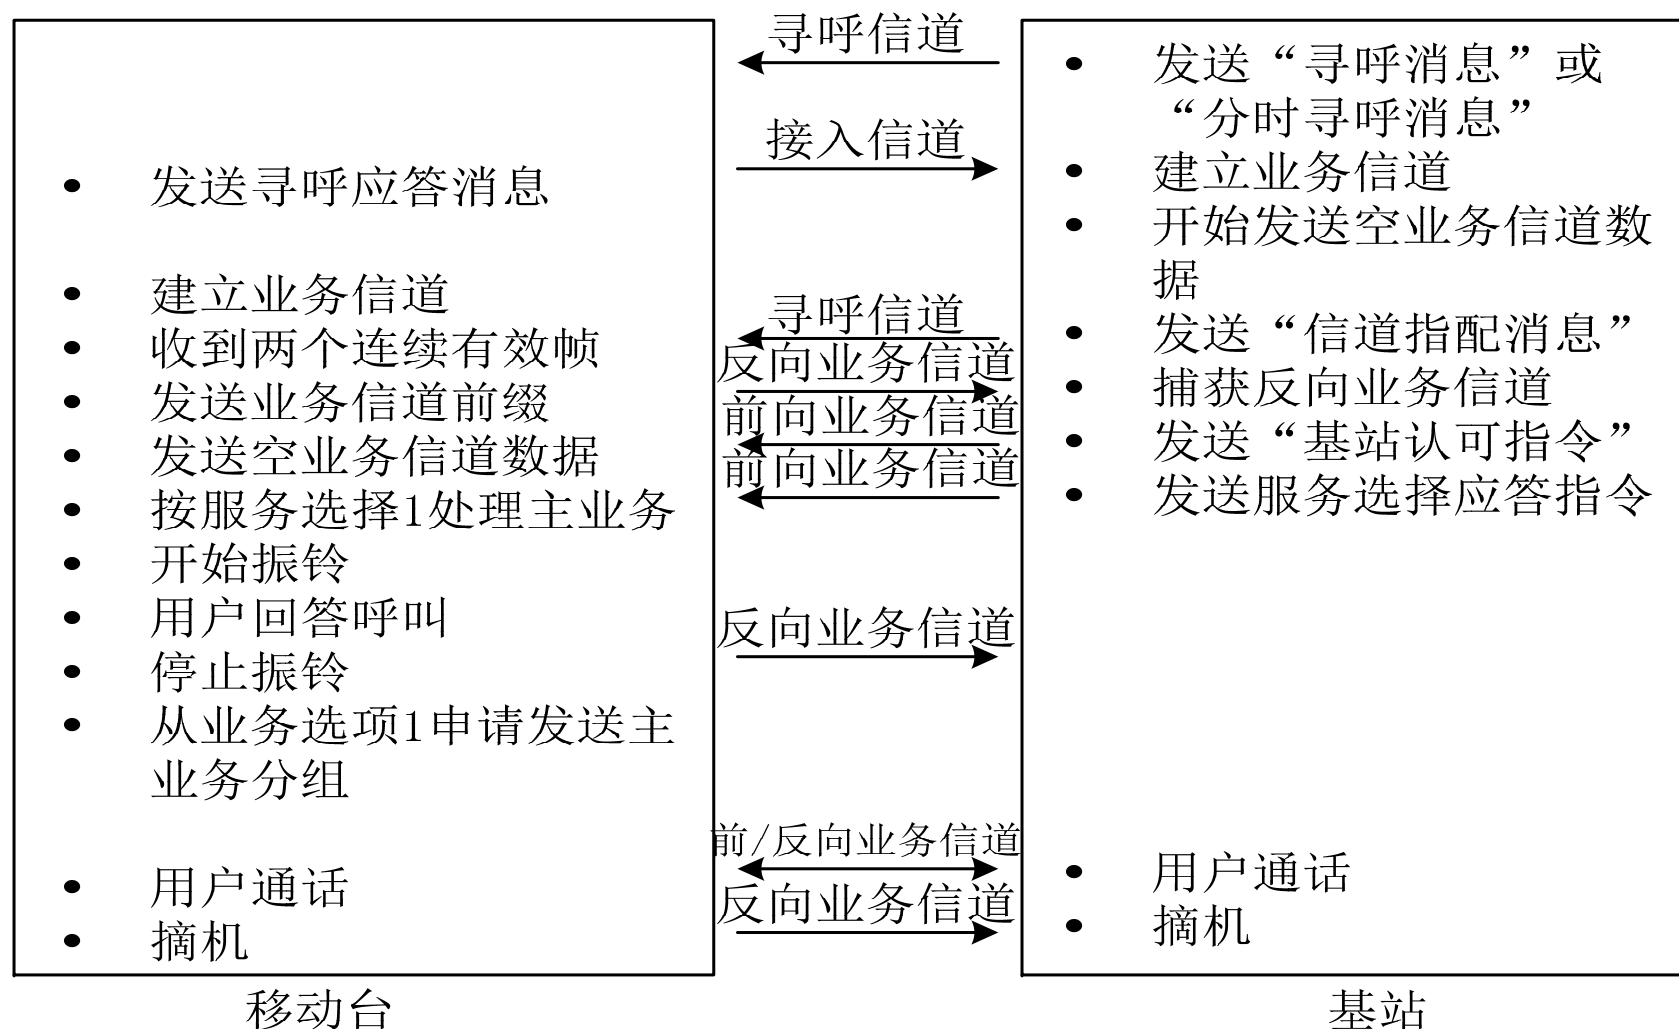 • 发送寻呼应答消息
• 建立业务信道
• 收到两个连续有效帧
• 发送业务信道前缀
• 发送空业务信道数据
• 按服务选择1处理主业务
• 开始振铃
• 用户回答呼叫
• 停止振铃
• 从业务选项1申请发送主
业务分组
• 用户通话
• 摘机
移动台
寻呼信道
接入信道
寻呼信道
反向业务信道
前向业务信道
前向业务信道
反向业务信道
前/反向业务信道
反向业务信道
• 发送“寻呼消息”或
“分时寻呼消息”
• 建立业务信道
• 开始发送空业务信道数
据
• 发送“信道指配消息”
• 捕获反向业务信道
• 发送“基站认可指令”
• 发送服务选择应答指令
• 用户通话
• 摘机
基站